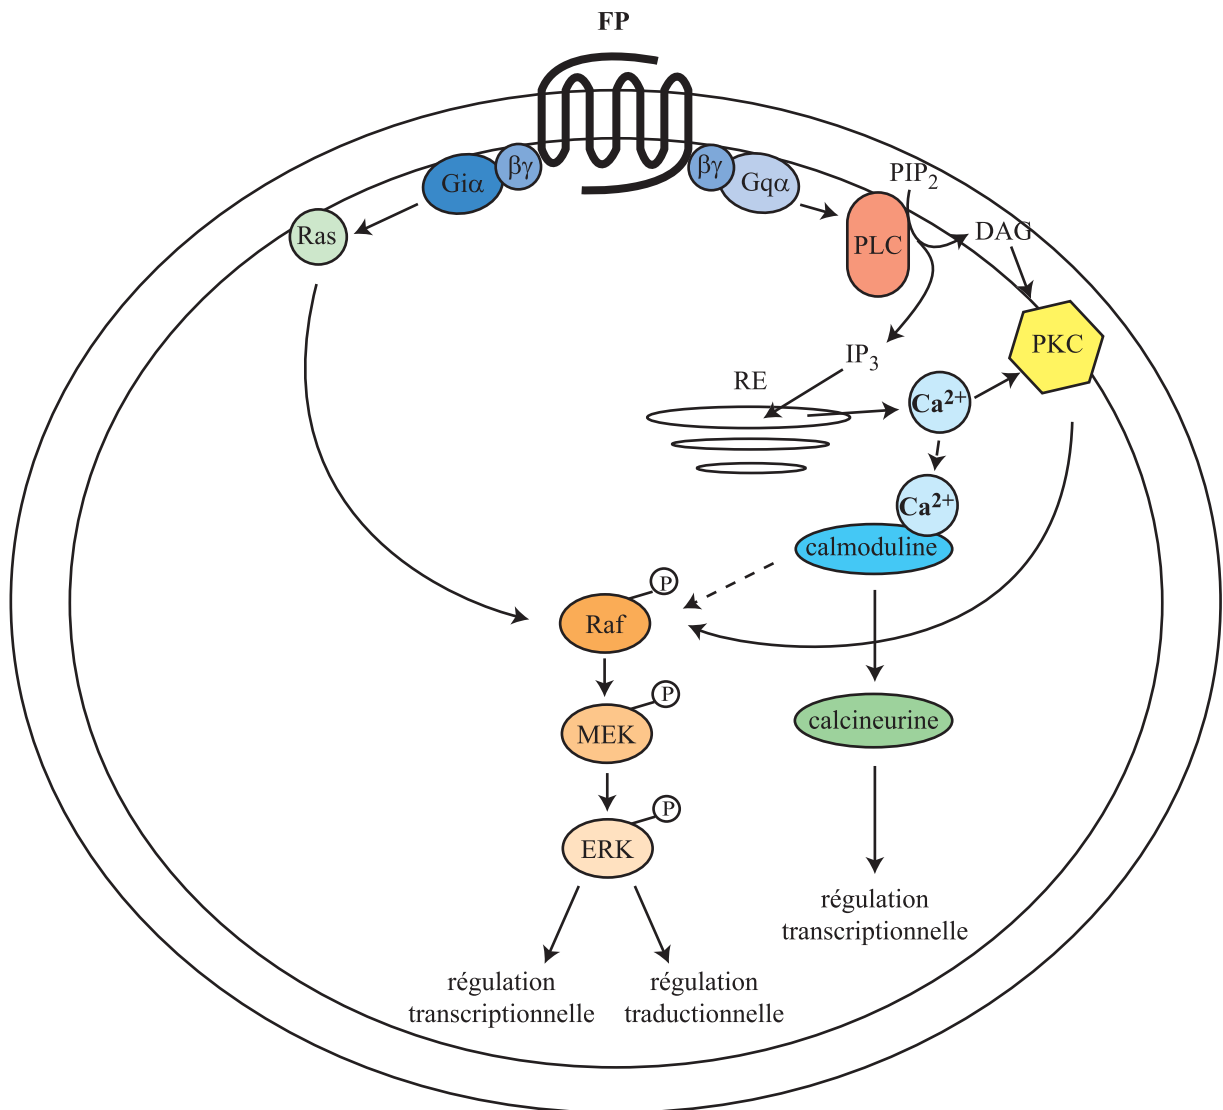 FP
Giα
βγ
βγ
Gqα
PIP₂
Ras
PLC
DAG
PKC
IP₃
RE
Ca²⁺
Ca²⁺
calmoduline
P
Raf
P
MEK
calcineurine
P
ERK
régulation
transcriptionnelle
régulation
transcriptionnelle
régulation
traductionnelle